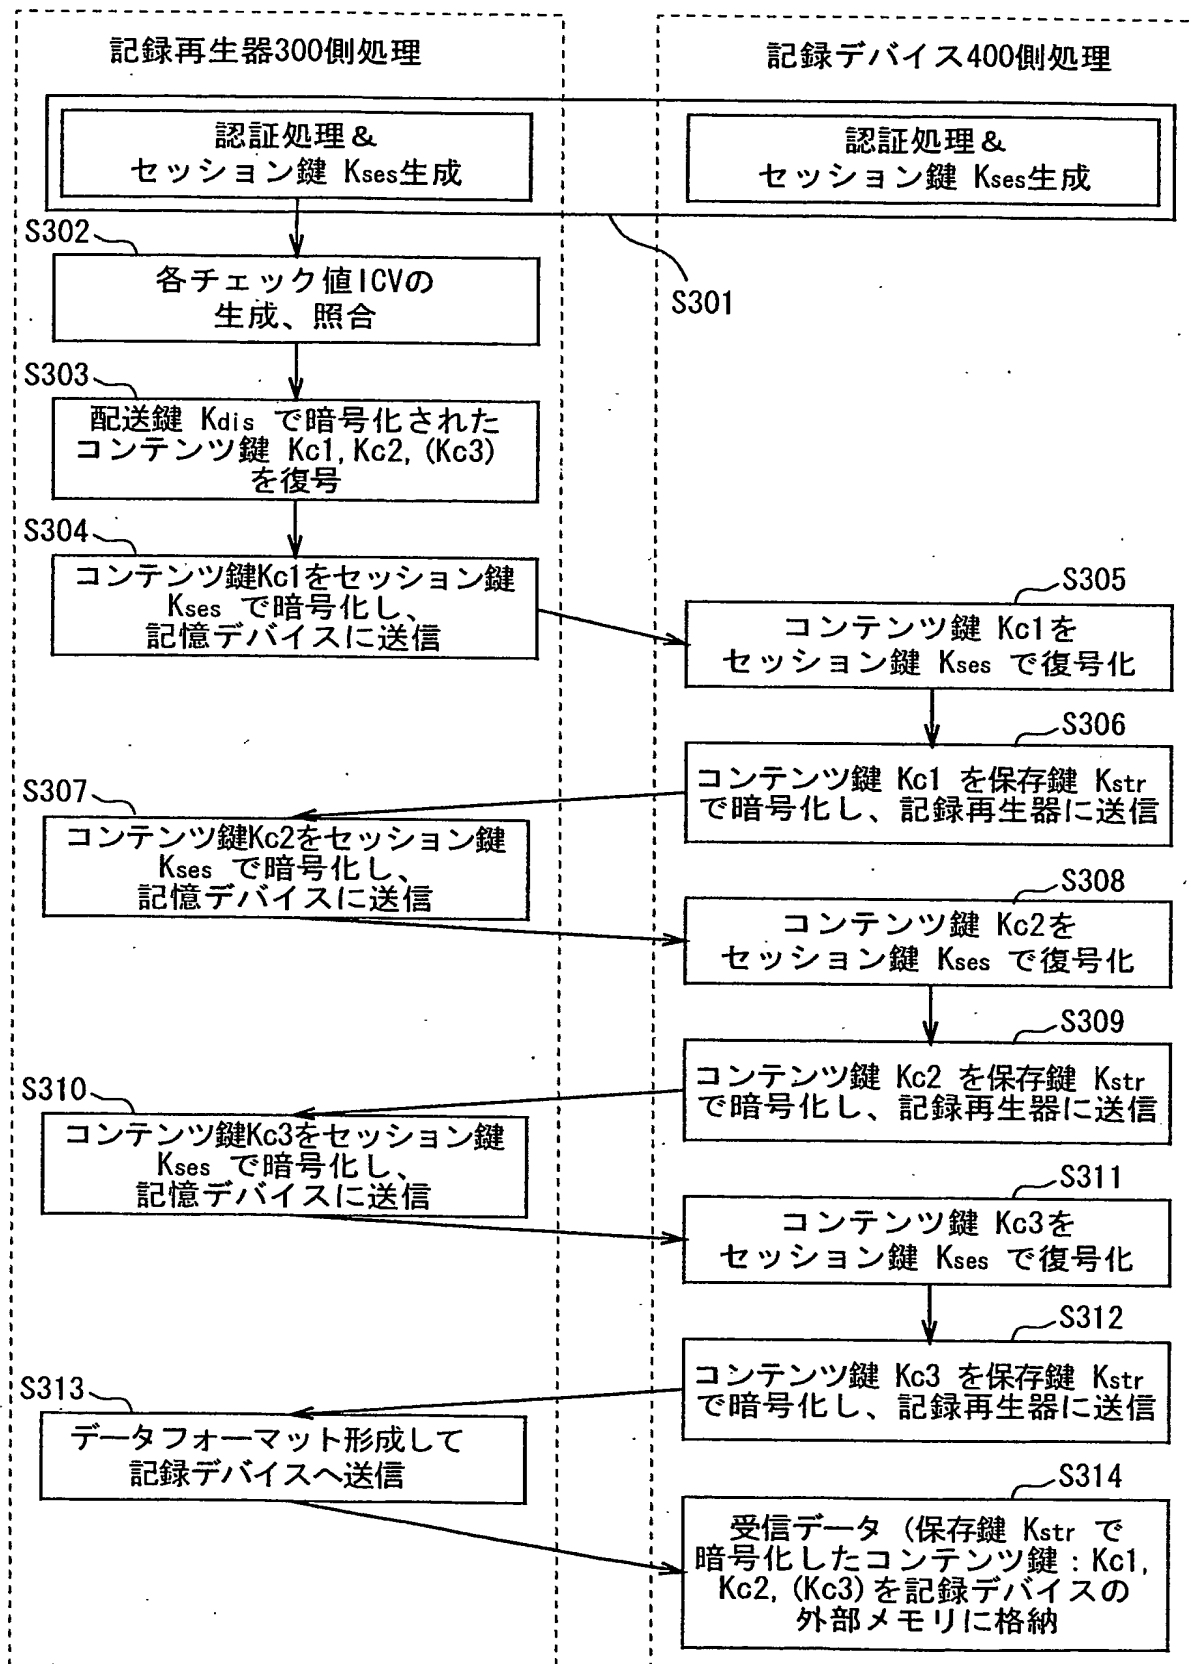 記録再生器300側処理
記録デバイス400側処理
認証処理&
セッション鍵 Kses生成
認証処理&
セッション鍵 Kses生成
S301
S302
各チェック値ICVの
生成、照合
S303
配送鍵 Kdis で暗号化された
コンテンツ鍵 Kc1, Kc2, (Kc3)
を復号
S304
コンテンツ鍵Kc1をセッション鍵
Kses で暗号化し、
記憶デバイスに送信
S305
コンテンツ鍵 Kc1を
セッション鍵 Kses で復号化
S306
コンテンツ鍵 Kc1 を保存鍵 Kstr
で暗号化し、記録再生器に送信
S307
コンテンツ鍵Kc2をセッション鍵
Kses で暗号化し、
記憶デバイスに送信
S308
コンテンツ鍵 Kc2を
セッション鍵 Kses で復号化
S309
コンテンツ鍵 Kc2 を保存鍵 Kstr
で暗号化し、記録再生器に送信
S310
コンテンツ鍵Kc3をセッション鍵
Kses で暗号化し、
記憶デバイスに送信
S311
コンテンツ鍵 Kc3を
セッション鍵 Kses で復号化
S312
コンテンツ鍵 Kc3 を保存鍵 Kstr
で暗号化し、記録再生器に送信
S313
データフォーマット形成して
記録デバイスへ送信
S314
受信データ (保存鍵 Kstr で
暗号化したコンテンツ鍵:Kc1,
Kc2, (Kc3) を記録デバイスの
外部メモリに格納